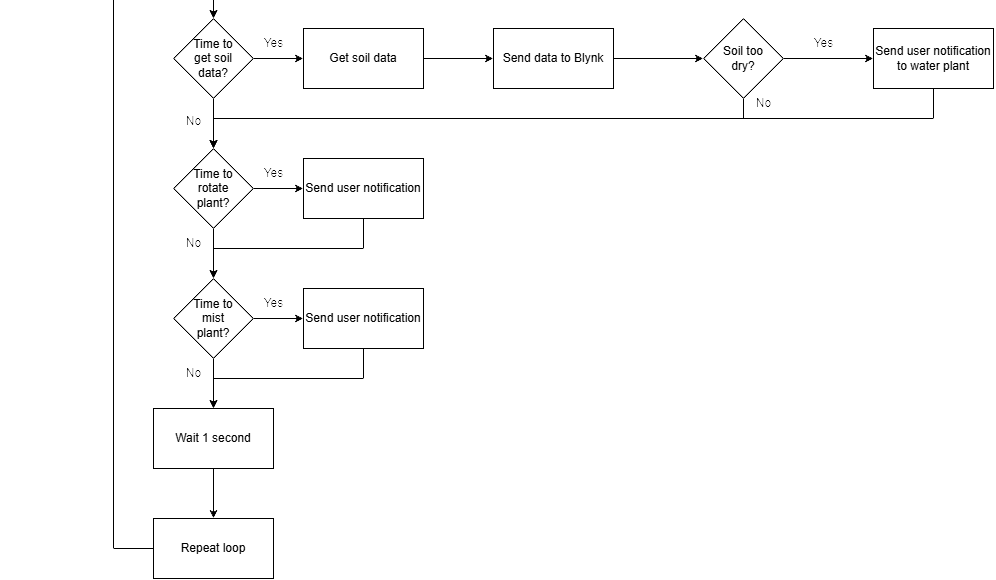 Time to
get soil
data?
Yes
Get soil data
Send data to Blynk
Soil too
dry?
Yes
Send user notification
to water plant
No
No
Time to
rotate
plant?
Yes
Send user notification
No
Time to
mist
plant?
Yes
Send user notification
No
Wait 1 second
Repeat loop